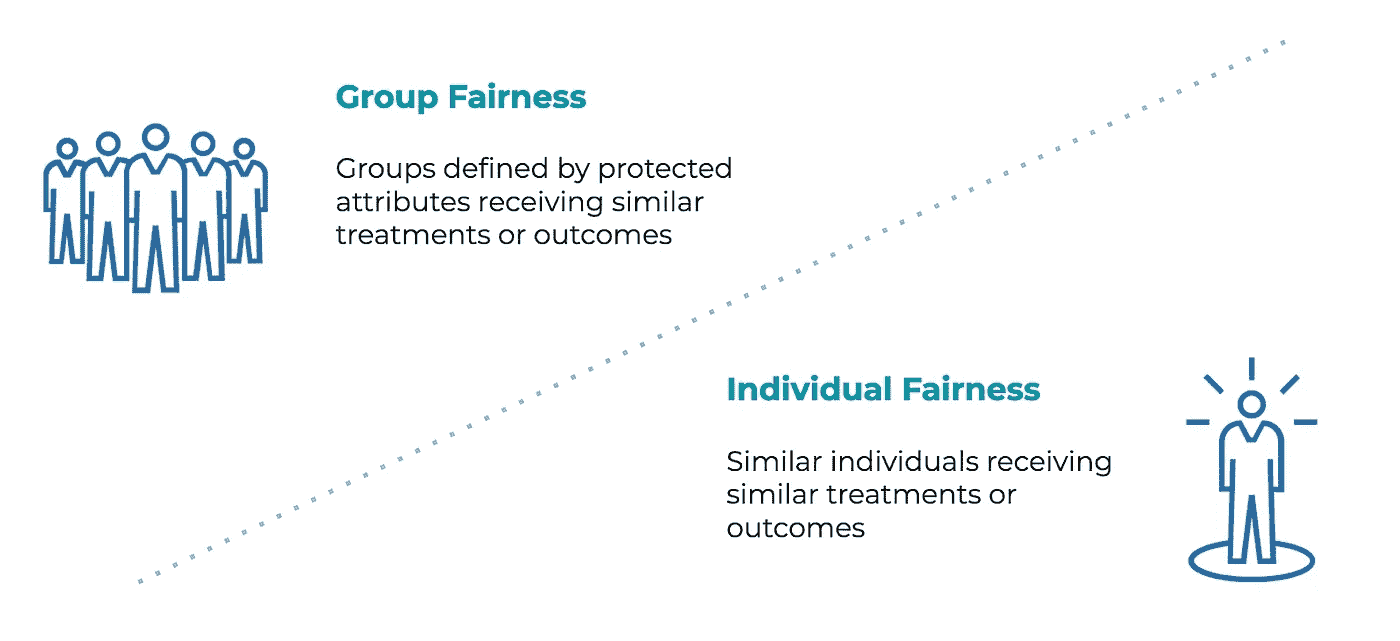 Group Fairness
Groups defined by protected
attributes receiving similar
treatments or outcomes
Individual Fairness
Similar individuals receiving
similar treatments or
outcomes